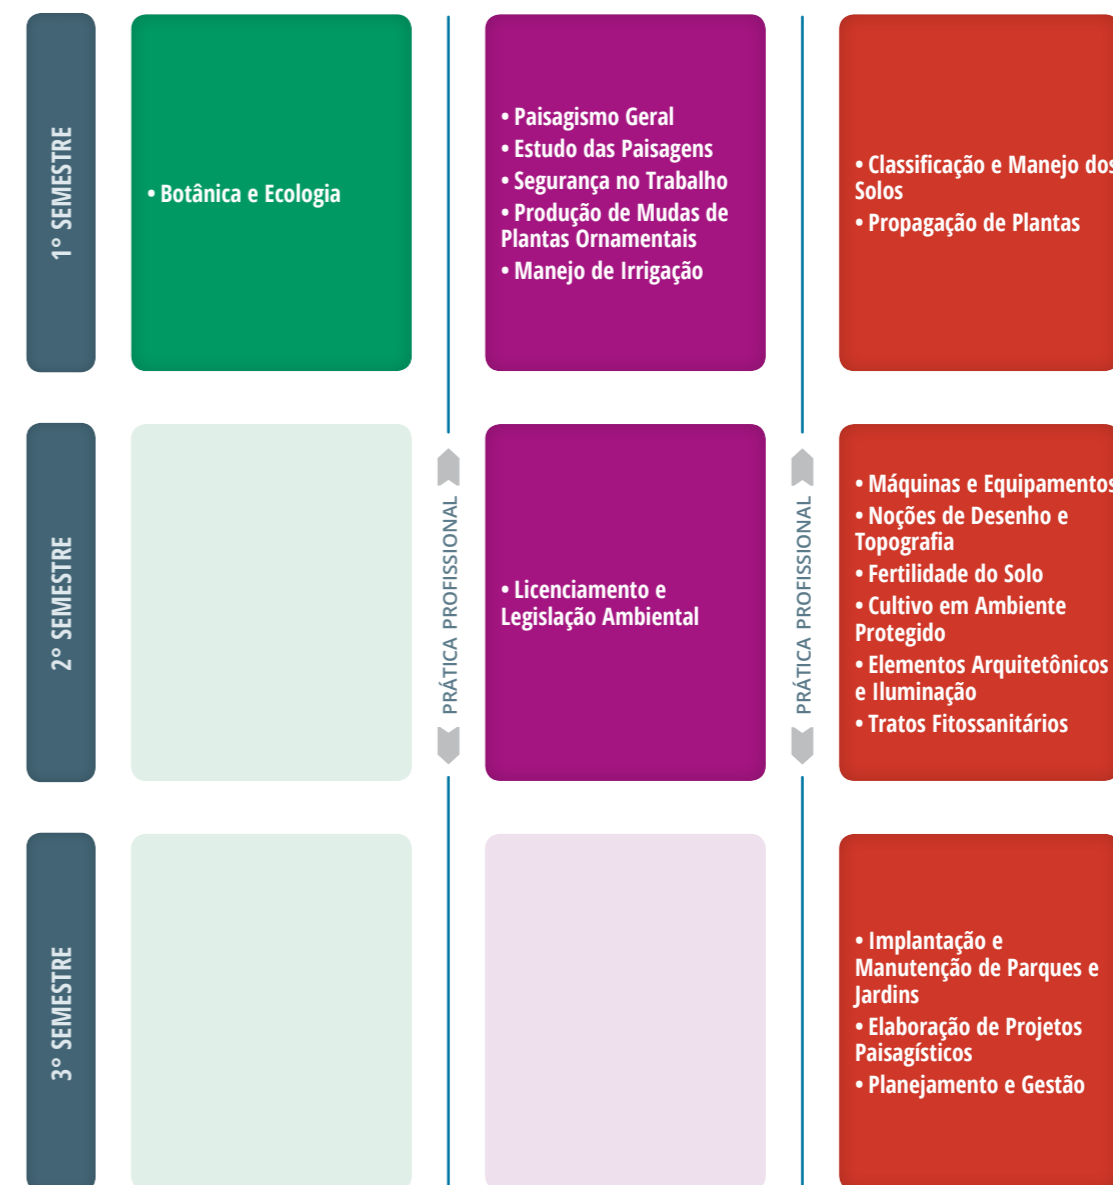 1º SEMESTRE
• Botânica e Ecologia
• Paisagismo Geral
• Estudo das Paisagens
• Segurança no Trabalho
• Produção de Mudas de
Plantas Ornamentais
• Manejo de Irrigação
• Classificação e Manejo dos
Solos
• Propagação de Plantas
2º SEMESTRE
PRÁTICA PROFISSIONAL
• Licenciamento e
Legislação Ambiental
PRÁTICA PROFISSIONAL
• Máquinas e Equipamentos
• Noções de Desenho e
Topografia
• Fertilidade do Solo
• Cultivo em Ambiente
Protegido
• Elementos Arquitetônicos
e Iluminação
• Tratos Fitossanitários
3º SEMESTRE
• Implantação e
Manutenção de Parques e
Jardins
• Elaboração de Projetos
Paisagísticos
• Planejamento e Gestão